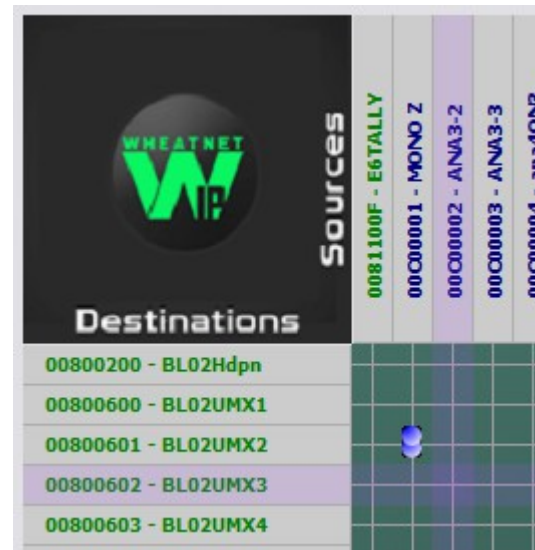 WHEATNET
IP
Sources
Destinations
0081100F - E6TALLY
00C00001 - MONO Z
00C00002 - ANA3-2
00C00003 - ANA3-3
00800200 - BL02Hdpn
00800600 - BL02UMX1
00800601 - BL02UMX2
00800602 - BL02UMX3
00800603 - BL02UMX4